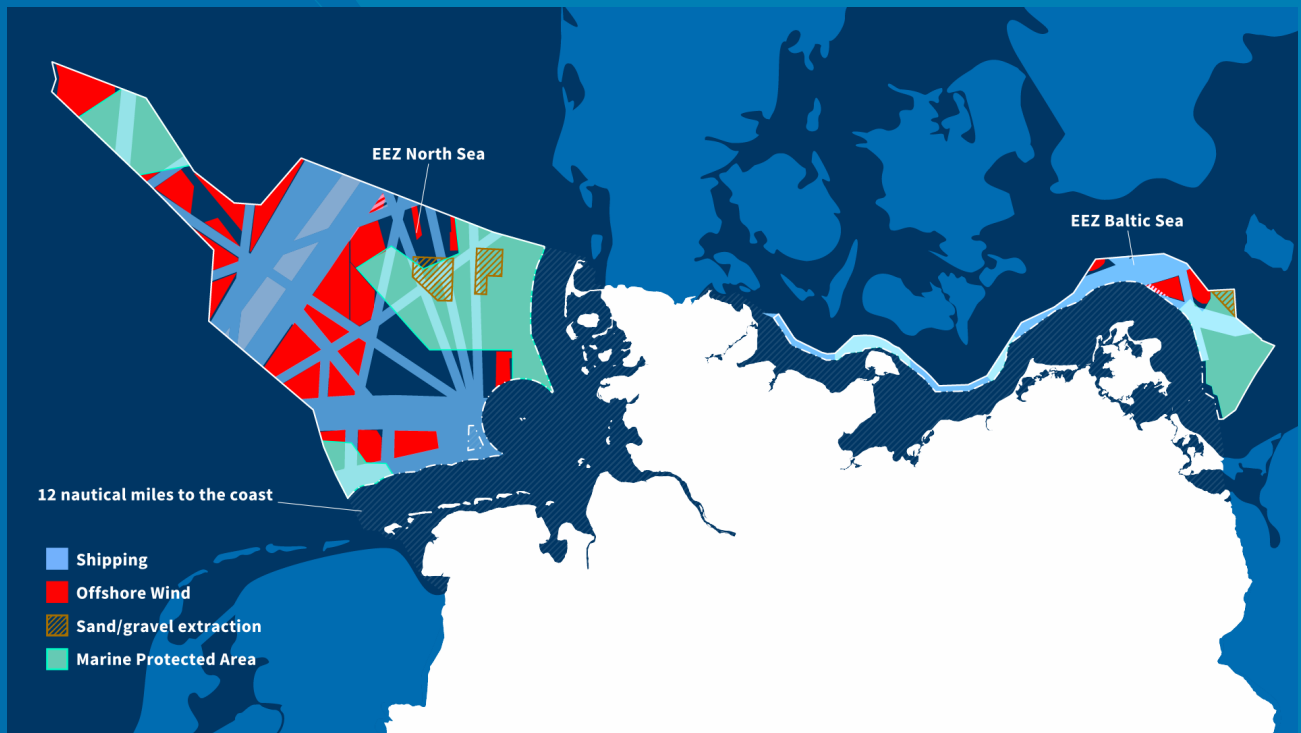 EEZ North Sea
EEZ Baltic Sea
12 nautical miles to the coast
Shipping
Offshore Wind
Sand/gravel extraction
Marine Protected Area